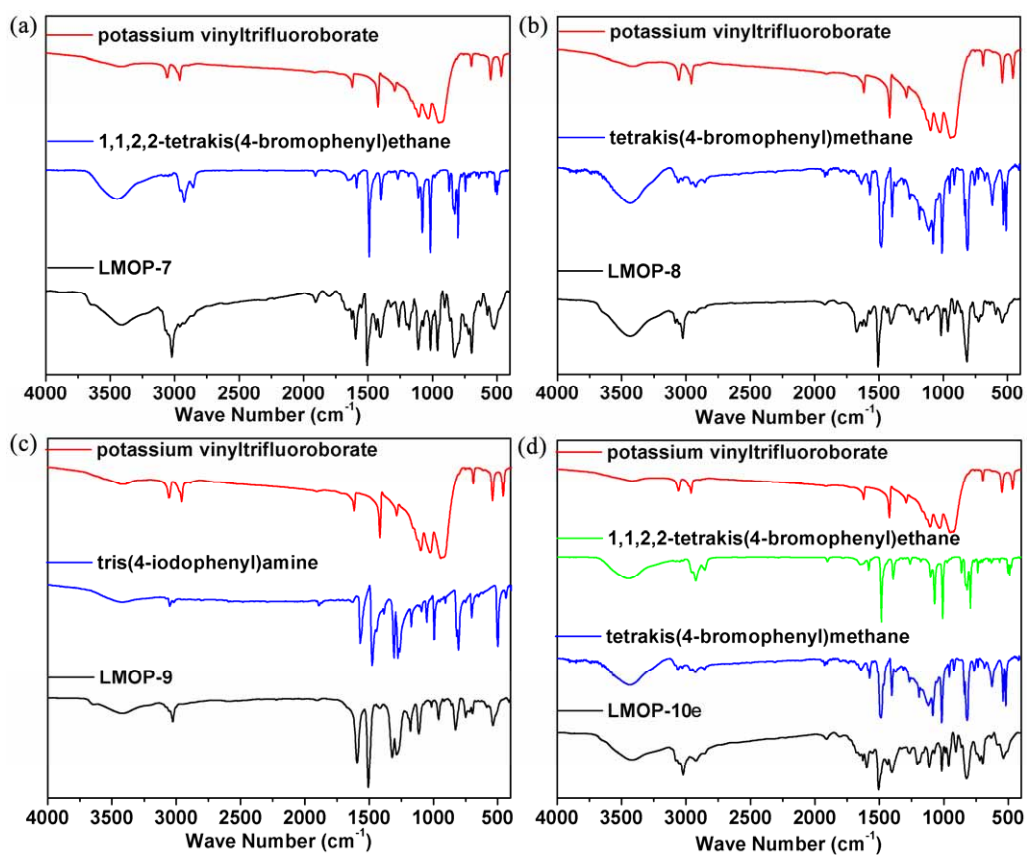 (a)
potassium vinyltrifluoroborate
1,1,2,2-tetrakis(4-bromophenyl)ethane
LMOP-7
4000 3500 3000 2500 2000 1500 1000 500
Wave Number (cm⁻¹)
(b)
potassium vinyltrifluoroborate
tetrakis(4-bromophenyl)methane
LMOP-8
4000 3500 3000 2500 2000 1500 1000 500
Wave Number (cm⁻¹)
(c)
potassium vinyltrifluoroborate
tris(4-iodophenyl)amine
LMOP-9
4000 3500 3000 2500 2000 1500 1000 500
Wave Number (cm⁻¹)
(d)
potassium vinyltrifluoroborate
1,1,2,2-tetrakis(4-bromophenyl)ethane
tetrakis(4-bromophenyl)methane
LMOP-10e
4000 3500 3000 2500 2000 1500 1000 500
Wave Number (cm⁻¹)